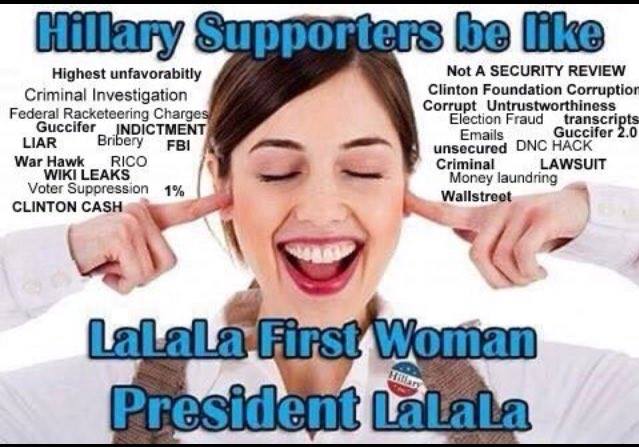 Hillary Supporters be like
Highest unfavorabitly
Criminal Investigation
Federal Racketeering Charges
Guccifer INDICTMENT
LIAR Bribery FBI
War Hawk RICO
WIKI LEAKS
Voter Suppression 1%
CLINTON CASH
Not A SECURITY REVIEW
Clinton Foundation Corruption
Corrupt Untrustworthiness
Election Fraud transcripts
Emails Guccifer 2.0
unsecured DNC HACK
Criminal LAWSUIT
Money laundring
Wallstreet
LaLaLa First Woman
Hillary
President LaLaLa